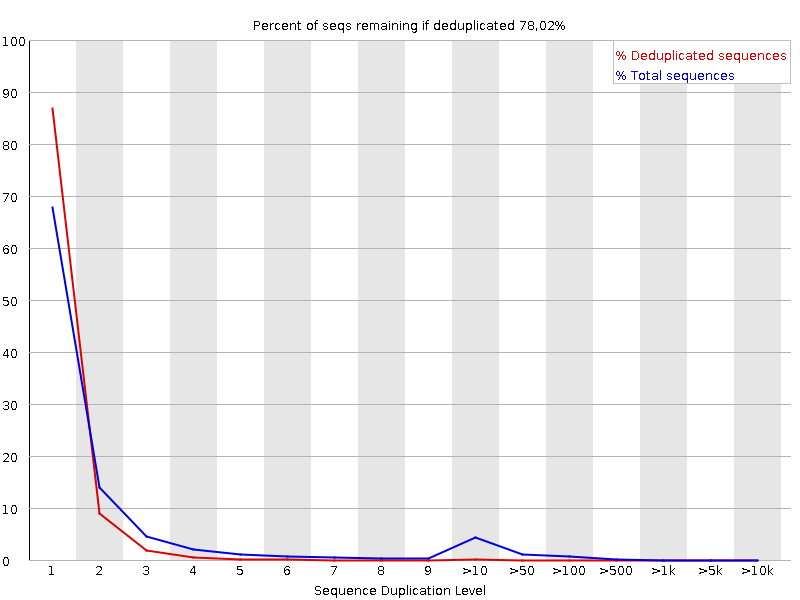 Percent of seqs remaining if deduplicated 78,02%
% Deduplicated sequences
% Total sequences
100
90
80
70
60
50
40
30
20
10
0
1 2 3 4 5 6 7 8 9 >10 >50 >100 >500 >1k >5k >10k
Sequence Duplication Level